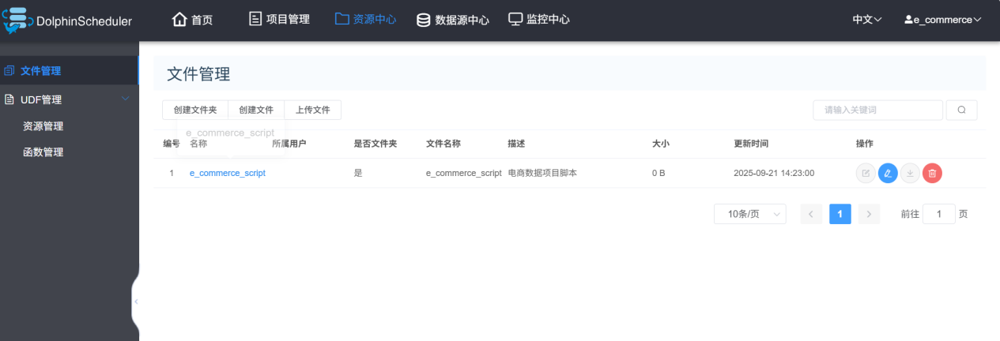 DolphinScheduler 首页 项目管理 资源中心 数据源中心 监控中心 中文 e_commerce
文件管理
UDF管理
资源管理
函数管理
文件管理
创建文件夹 创建文件 上传文件 请输入关键词
e_commerce_script
编号 名称 所属用户 是否文件夹 文件名称 描述 大小 更新时间 操作
1 e_commerce_script 是 e_commerce_script 电商数据项目脚本 0 B 2025-09-21 14:23:00
10条/页 1 前往 1 页